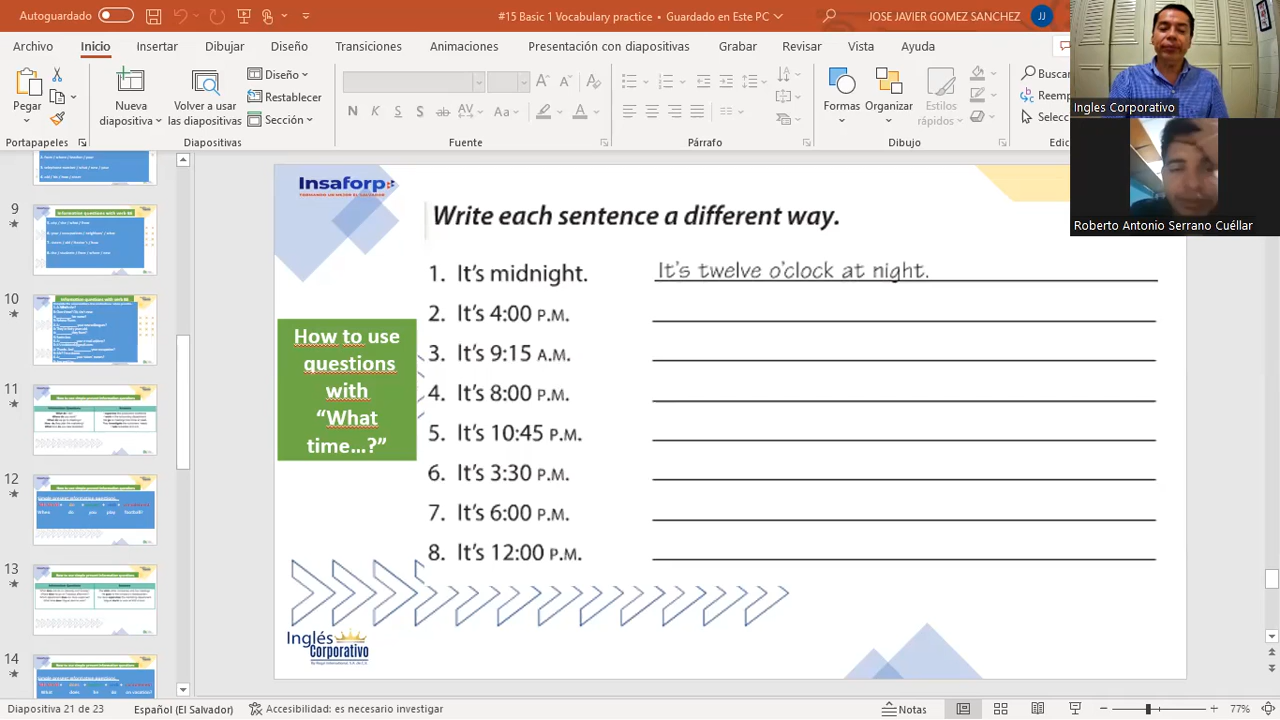 Autoguardado
#15 Basic 1 Vocabulary practice • Guardado en Este PC
JOSE JAVIER GOMEZ SANCHEZ
JJ
Archivo
Inicio
Insertar
Dibujar
Diseño
Transiciones
Animaciones
Presentación con diapositivas
Grabar
Revisar
Vista
Ayuda
Pegar
Nueva
diapositiva
Volver a usar
las diapositivas
Diseño
Restablecer
Sección
Formas
Organizar
Estilos
rápidos
Buscar
Portapapeles
Diapositivas
Fuente
Párrafo
Dibujo
Ingles Corporativo
Roberto Antonio Serrano Cuéllar
9
10
11
12
13
14
Insaforp
Write each sentence a different way.
How to use
questions
with
“What
time…?”
1. It's midnight. It's twelve o'clock at night.
2. It's 4:00 P.M.
3. It's 9:15 A.M.
4. It's 8:00 P.M.
5. It's 10:45 P.M.
6. It's 3:30 P.M.
7. It's 6:00 P.M.
8. It's 12:00 P.M.
Inglés
Corporativo
Diapositiva 21 de 23
Español (El Salvador)
Accesibilidad: es necesario investigar
Notas
77%